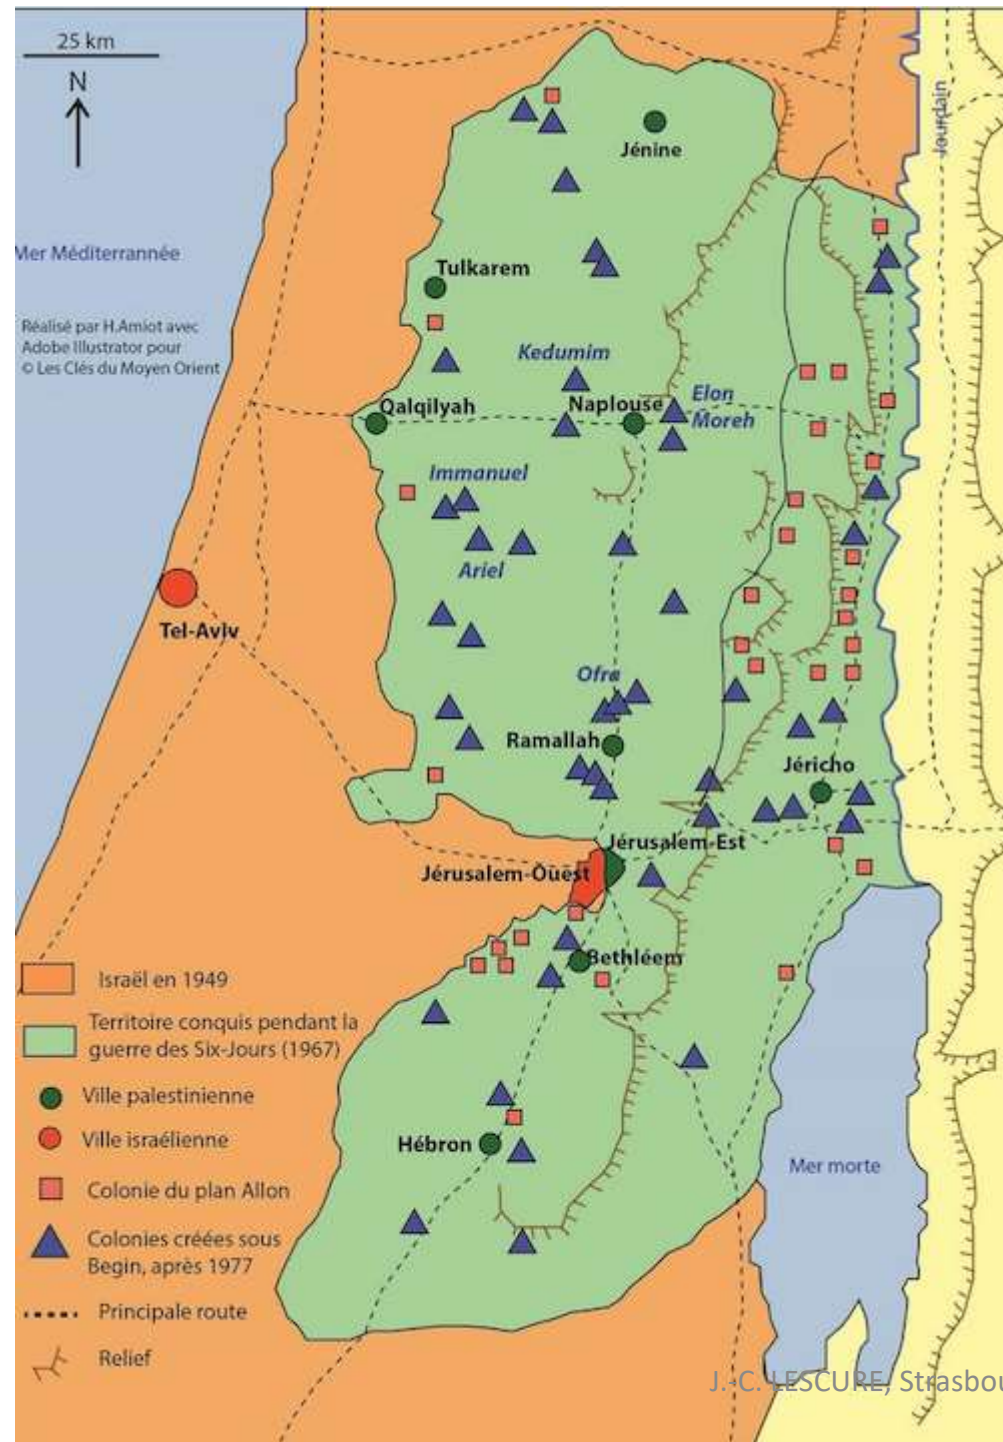 25 km
N
Jourdain
Jénine
Mer Méditerrannée
Tulkarem
Réalisé par H.Amiot avec
Adobe Illustrator pour
© Les Clés du Moyen Orient
Kedumim
Elon
Moreh
Qalqilyah
Naplouse
Immanuel
Ariel
Tel-Aviv
Ofra
Ramallah
Jéricho
Jérusalem-Est
Jérusalem-Ouest
Bethléem
Israël en 1949
Territoire conquis pendant la
guerre des Six-Jours (1967)
Ville palestinienne
Ville israélienne
Hébron
Mer morte
Colonie du plan Allon
Colonies créées sous
Begin, après 1977
Principale route
Relief
J.-C. LESCURE, Strasbou